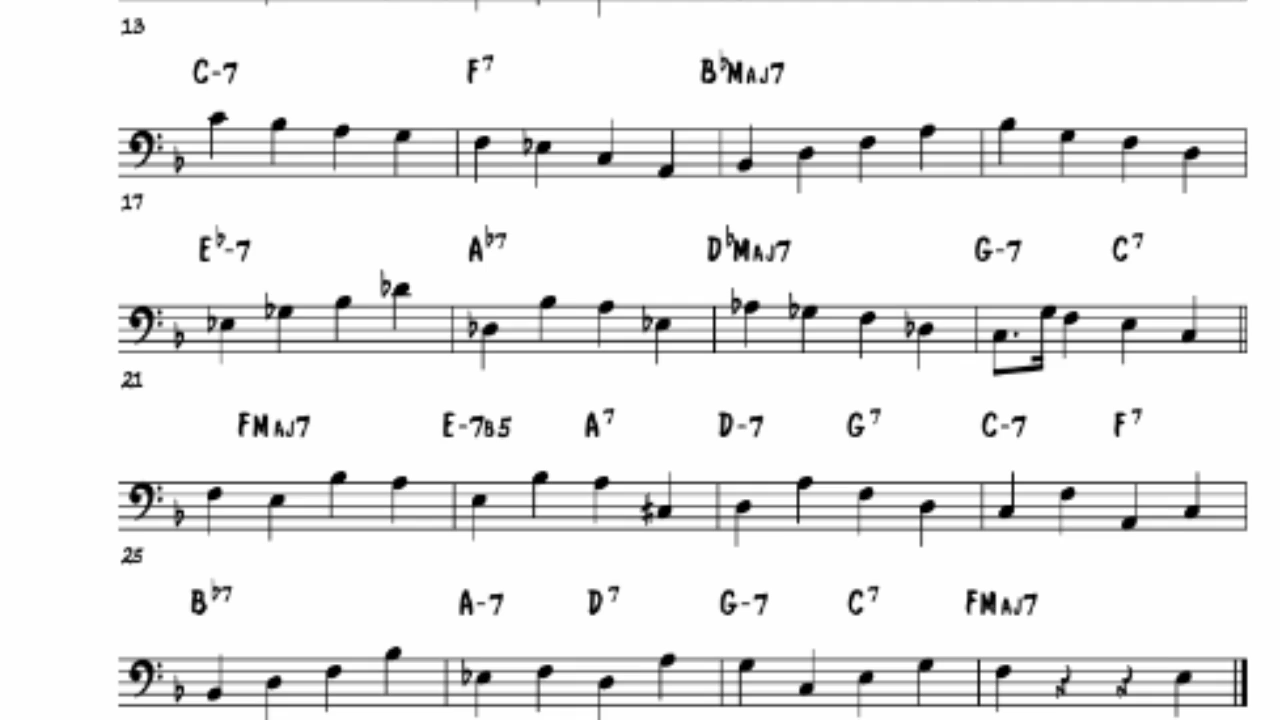 13
C-7 F7 B♭MAJ7
17
E♭-7 A♭7 D♭MAJ7 G-7 C7
21
FMAJ7 E-7B5 A7 D-7 G7 C-7 F7
25
B♭7 A-7 D7 G-7 C7 FMAJ7